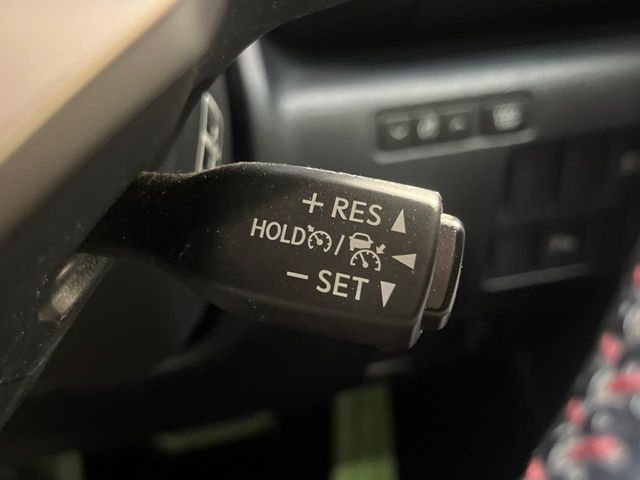 + RES
HOLD /
- SET